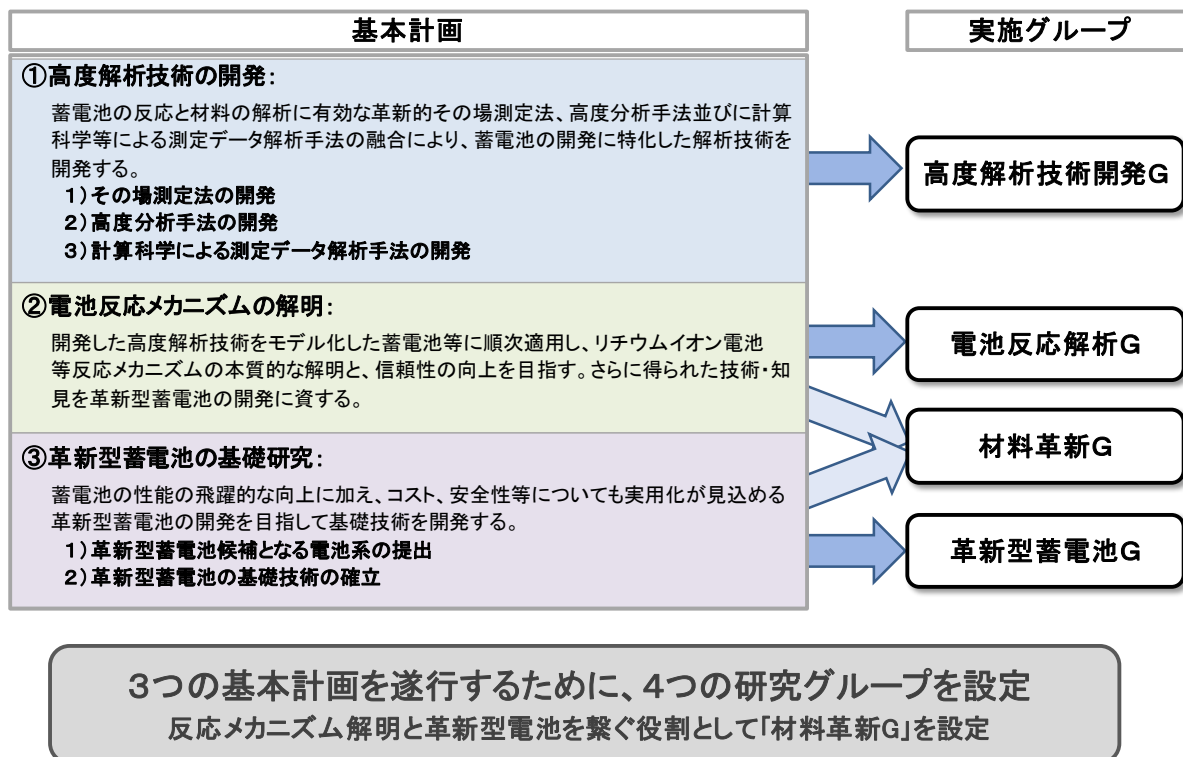 基本計画
実施グループ
①高度解析技術の開発:
蓄電池の反応と材料の解析に有効な革新的その場測定法、高度分析手法並びに計算
科学等による測定データ解析手法の融合により、蓄電池の開発に特化した解析技術を
開発する。
1)その場測定法の開発
2)高度分析手法の開発
3)計算科学による測定データ解析手法の開発
高度解析技術開発G
②電池反応メカニズムの解明:
開発した高度解析技術をモデル化した蓄電池等に順次適用し、リチウムイオン電池
等反応メカニズムの本質的な解明と、信頼性の向上を目指す。さらに得られた技術・知
見を革新型蓄電池の開発に資する。
電池反応解析G
材料革新G
③革新型蓄電池の基礎研究:
蓄電池の性能の飛躍的な向上に加え、コスト、安全性等についても実用化が見込める
革新型蓄電池の開発を目指して基礎技術を開発する。
1)革新型蓄電池候補となる電池系の提出
2)革新型蓄電池の基礎技術の確立
革新型蓄電池G
3つの基本計画を遂行するために、4つの研究グループを設定
反応メカニズム解明と革新型電池を繋ぐ役割として「材料革新G」を設定